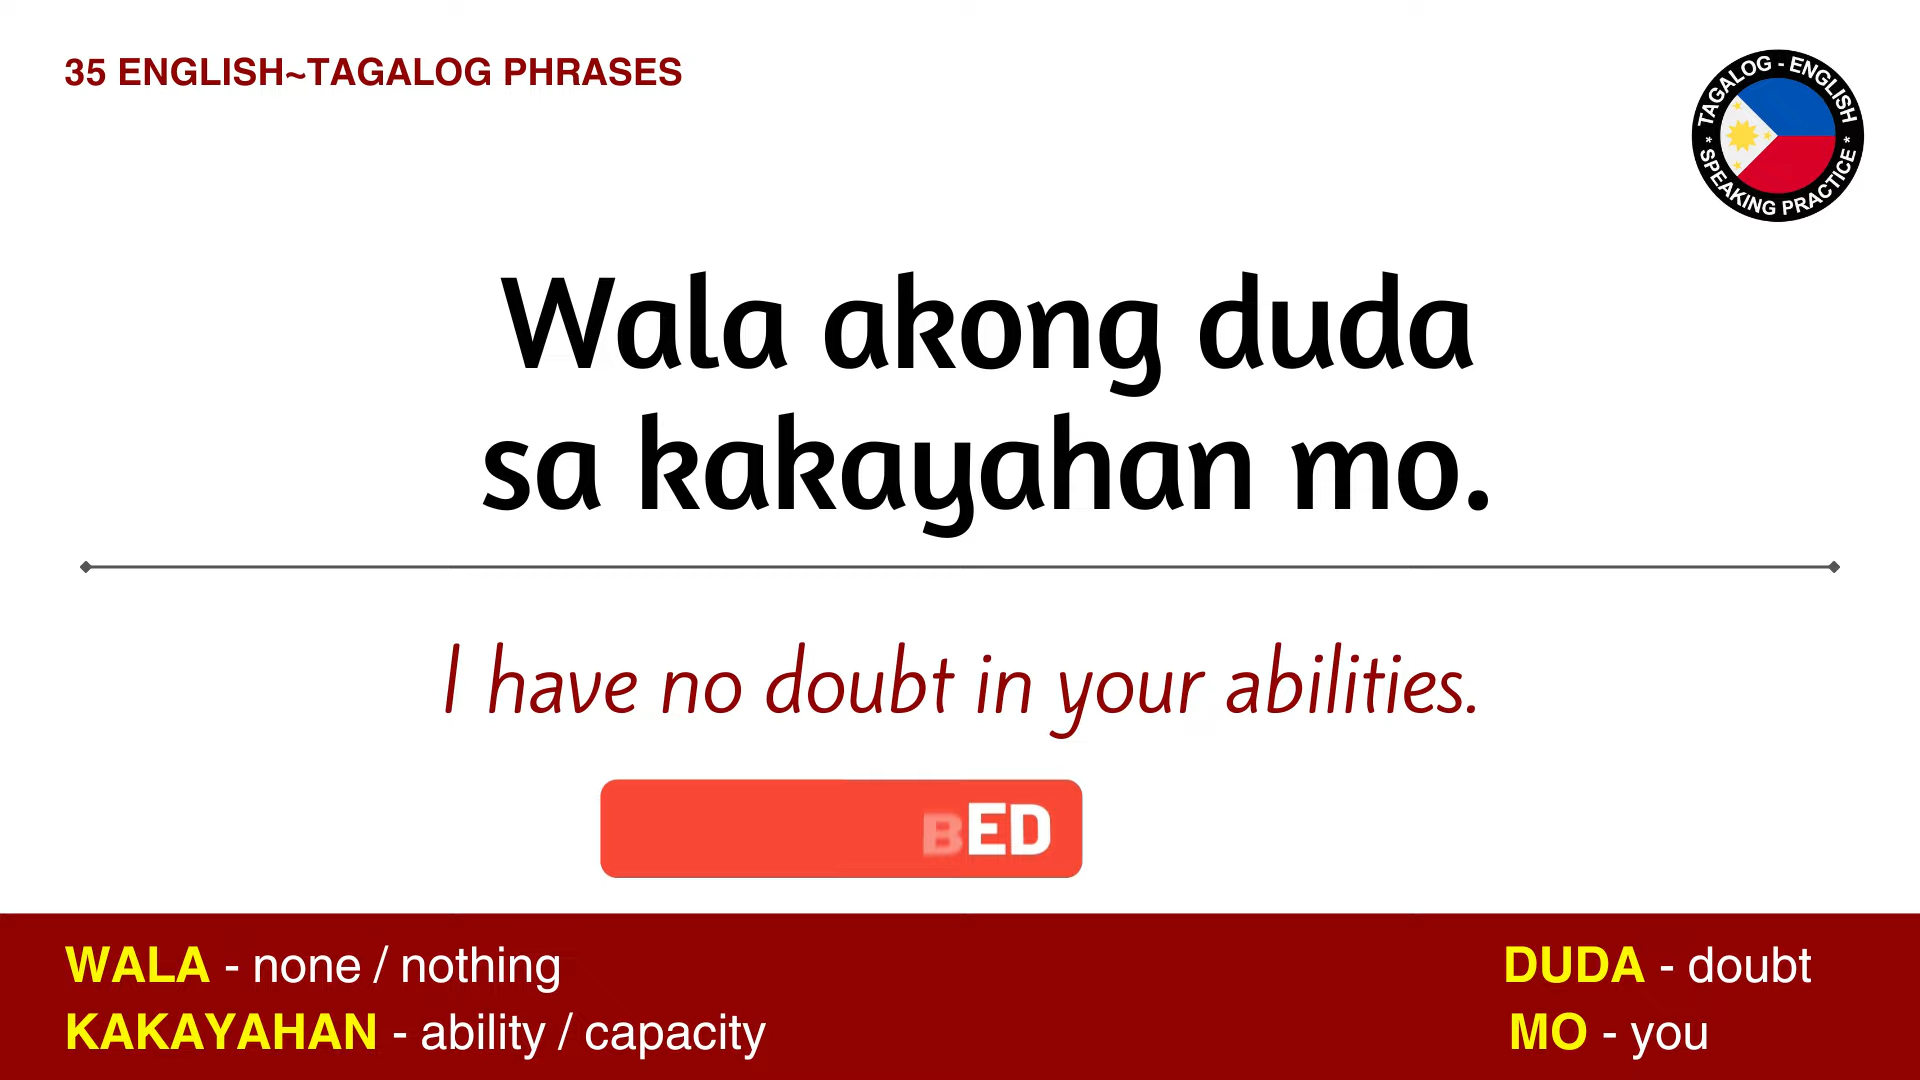 35 ENGLISH~TAGALOG PHRASES
TAGALOG - ENGLISH
* SPEAKING PRACTICE *
Wala akong duda
sa kakayahan mo.
I have no doubt in your abilities.
BED
WALA - none / nothing
DUDA - doubt
KAKAYAHAN - ability / capacity
MO - you